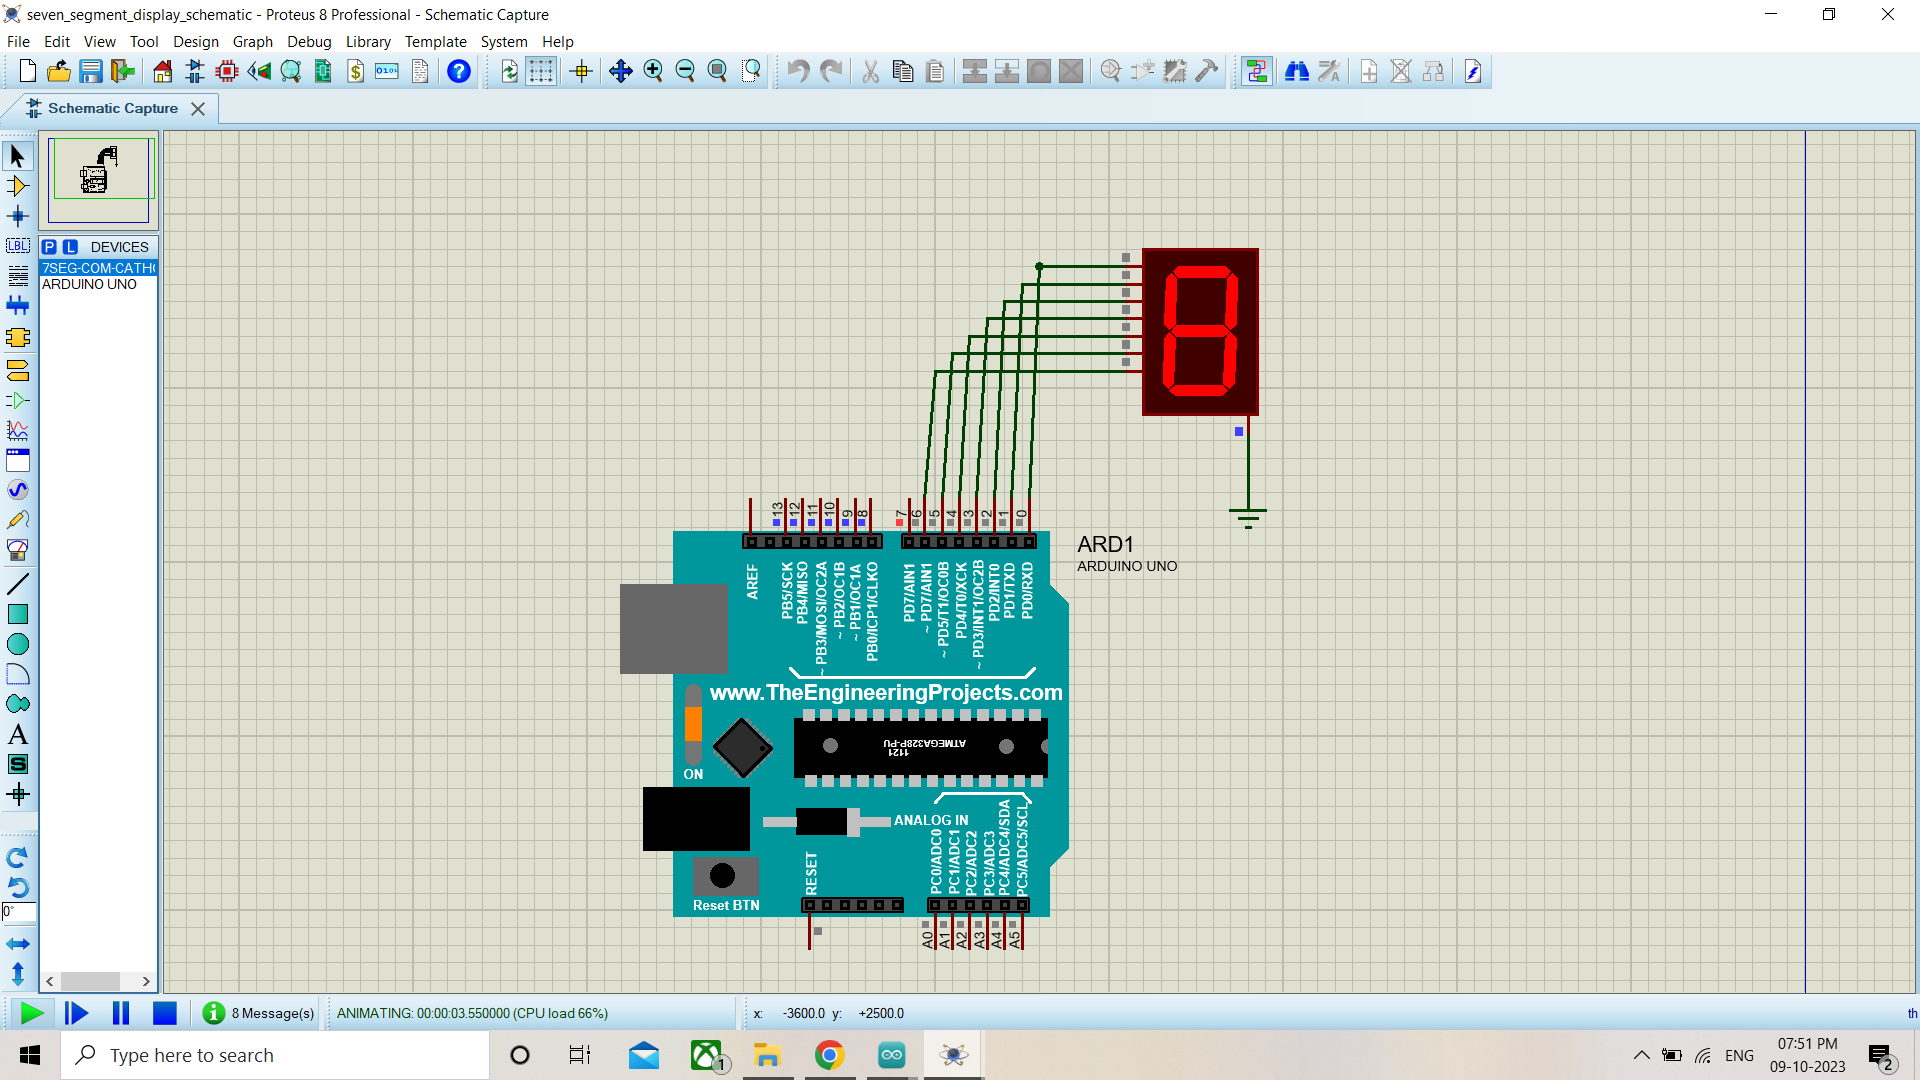 seven_segment_display_schematic - Proteus 8 Professional - Schematic Capture
File Edit View Tool Design Graph Debug Library Template System Help
Schematic Capture
P L DEVICES
7SEG-COM-CATH
ARDUINO UNO
LBL
A
S
0°
13 12 11 10 9 8 7 6 5 4 3 2 1 0
ARD1
ARDUINO UNO
AREF
PB5/SCK
PB4/MISO
~ PB3/MOSI/OC2A
~ PB2/OC1B
~ PB1/OC1A
PB0/ICP1/CLKO
PD7/AIN1
~ PD7/AIN1
~ PD5/T1/OC0B
PD4/T0/XCK
~ PD3/INT1/OC2B
PD2/INT0
PD1/TXD
PD0/RXD
www.TheEngineeringProjects.com
ATMEGA328P-PU
1121
ON
ANALOG IN
RESET
PC0/ADC0
PC1/ADC1
PC2/ADC2
PC3/ADC3
PC4/ADC4/SDA
PC5/ADC5/SCL
Reset BTN
A0 A1 A2 A3 A4 A5
8 Message(s)
ANIMATING: 00:00:03.550000 (CPU load 66%)
x: -3600.0 y: +2500.0
th
Type here to search
1
ENG
07:51 PM
09-10-2023
2